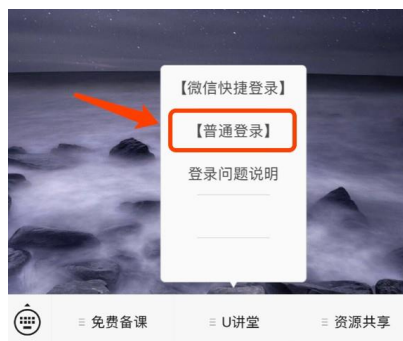 【微信快捷登录】
【普通登录】
登录问题说明
免费备课
U讲堂
资源共享